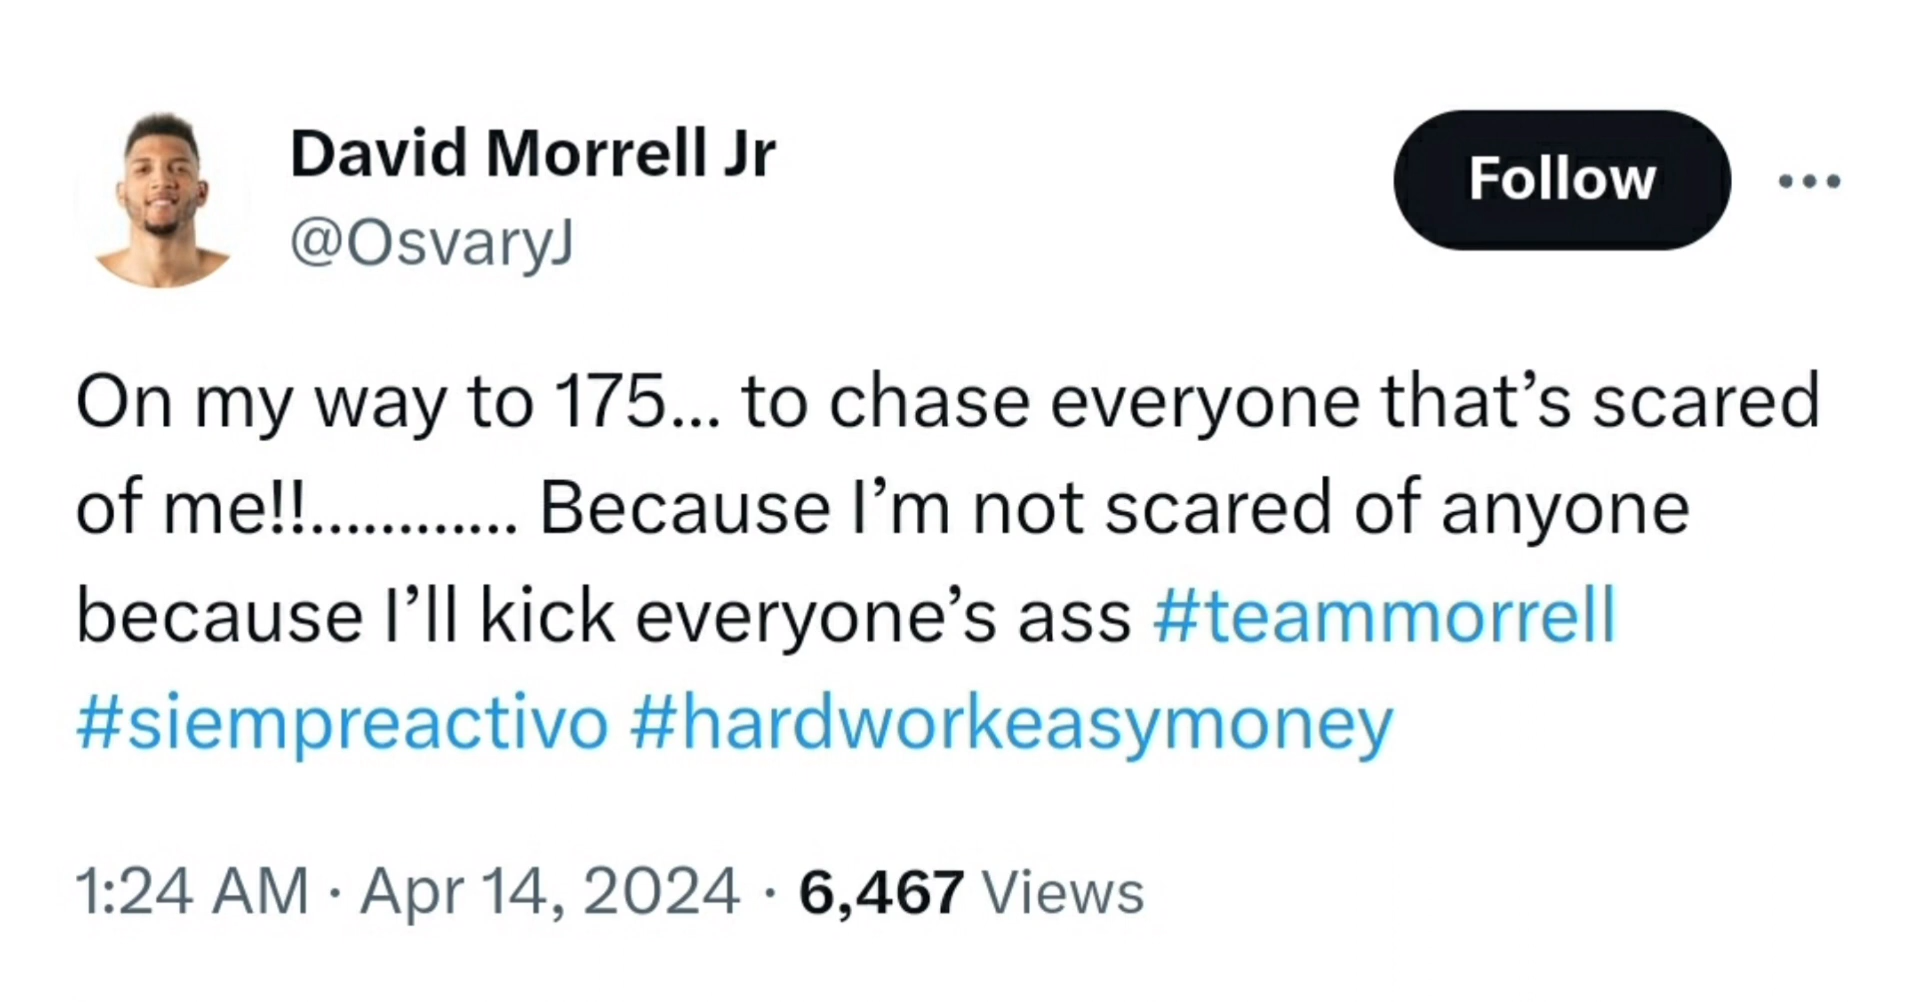 David Morrell Jr
@OsvaryJ
Follow
On my way to 175... to chase everyone that’s scared
of me!!............ Because I’m not scared of anyone
because I’ll kick everyone’s ass #teammorrell
#siempreactivo #hardworkeasymoney
1:24 AM · Apr 14, 2024 · 6,467 Views